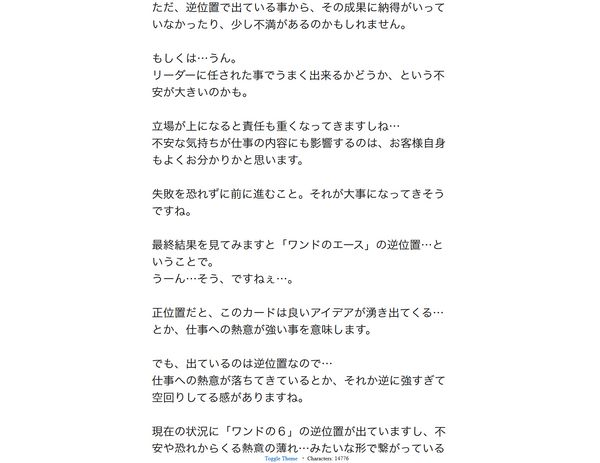 ただ、逆位置で出ている事から、その成果に納得がいって
いなかったり、少し不満があるのかもしれません。
もしくは…うん。
リーダーに任された事でうまく出来るかどうか、という不
安が大きいのかも。
立場が上になると責任も重くなってきますしね…
不安な気持ちが仕事の内容にも影響するのは、お客様自身
もよくお分かりかと思います。
失敗を恐れずに前に進むこと。それが大事になってきそう
ですね。
最終結果を見てみますと「ワンドのエース」の逆位置…と
いうことで。
うーん…そう、ですねぇ…。
正位置だと、このカードは良いアイデアが湧き出てくる…
とか、仕事への熱意が強い事を意味します。
でも、出ているのは逆位置なので…
仕事への熱意が落ちてきているとか、それか逆に強すぎて
空回りしてる感がありますね。
現在の状況に「ワンドの６」の逆位置が出ていますし、不
安や恐れからくる熱意の薄れ…みたいな形で繋がっている
Toggle Theme ・ Characters: 14776